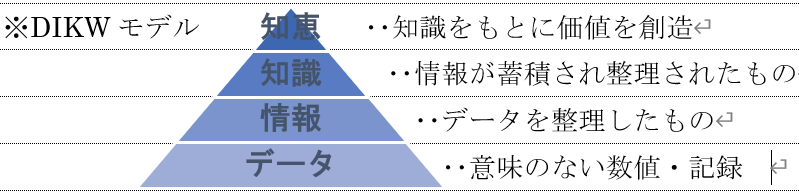 ※DIKW モデル 知恵 ‥知識をもとに価値を創造↵
知識 ‥情報が蓄積され整理されたもの
情報 ‥データを整理したもの↵
データ ‥意味のない数値・記録 ↵